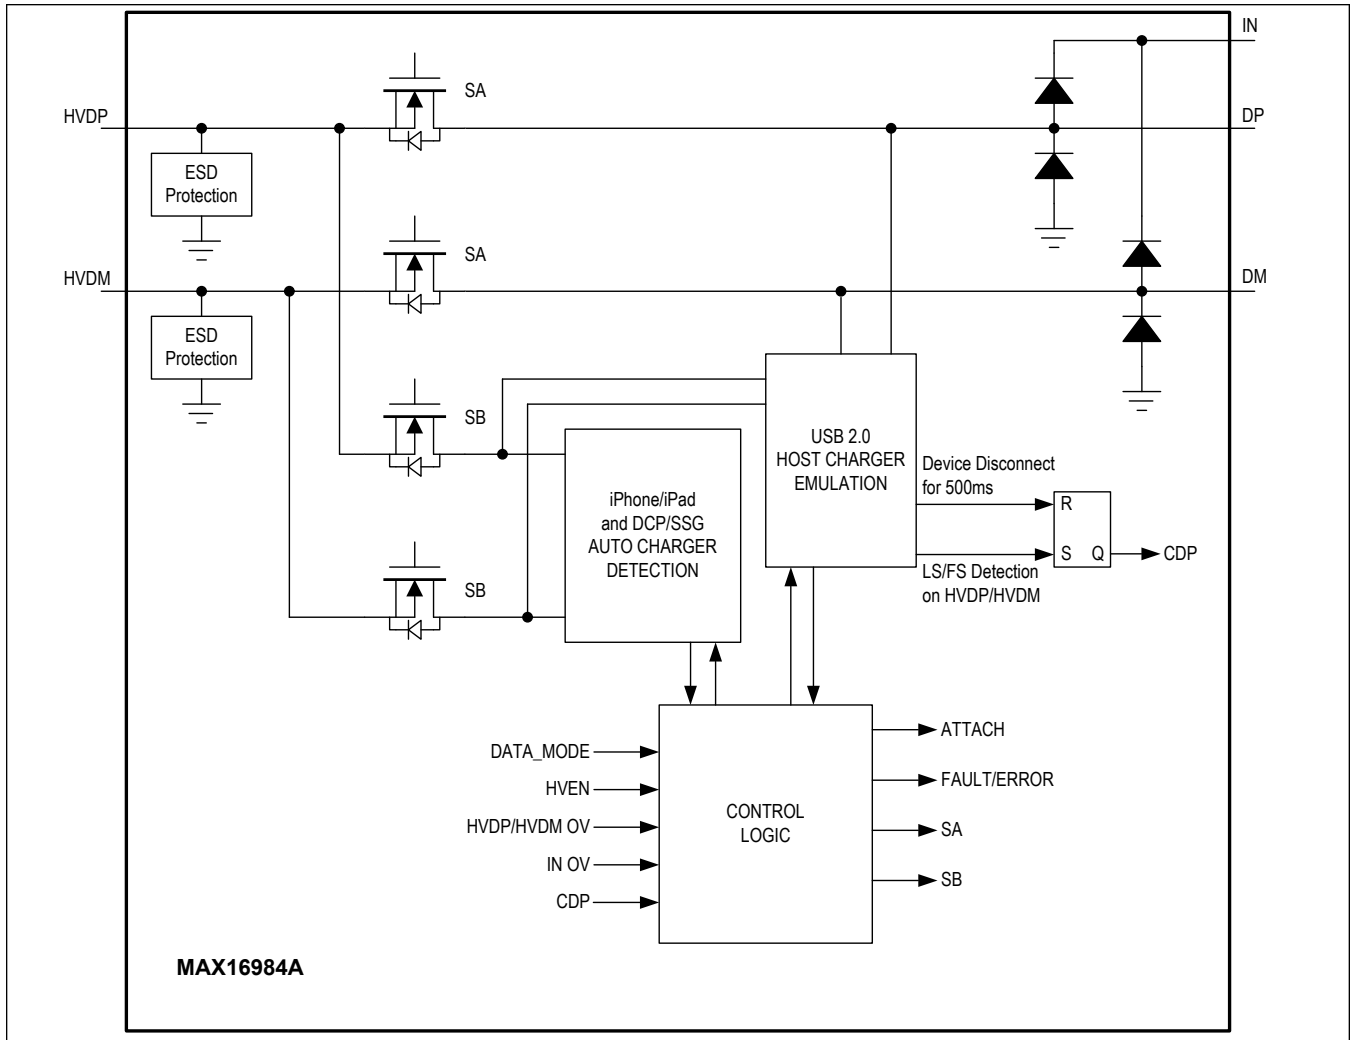 IN
SA
HVDP
DP
ESD
Protection
SA
HVDM
DM
ESD
Protection
SB
USB 2.0
HOST CHARGER
EMULATION
Device Disconnect
for 500ms
iPhone/iPad
and DCP/SSG
AUTO CHARGER
DETECTION
R
S Q
CDP
LS/FS Detection
on HVDP/HVDM
SB
DATA_MODE
HVEN
HVDP/HVDM OV
IN OV
CDP
CONTROL
LOGIC
ATTACH
FAULT/ERROR
SA
SB
MAX16984A